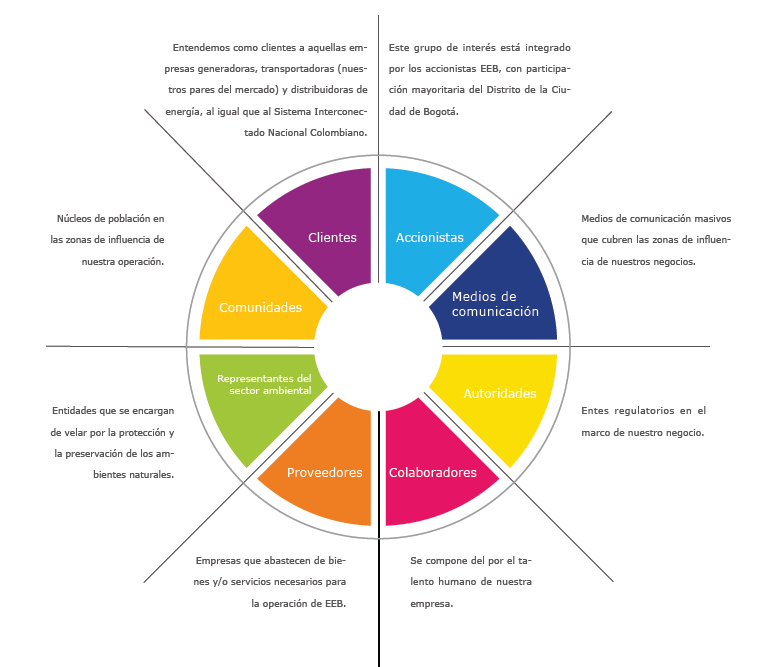 Entendemos como clientes a aquellas em-
presas generadoras, transportadoras (nues-
tros pares del mercado) y distribuidoras de
energía, al igual que al Sistema Interconec-
tado Nacional Colombiano.
Este grupo de interés está integrado
por los accionistas EEB, con participa-
ción mayoritaria del Distrito de la Ciu-
dad de Bogotá.
Núcleos de población en
las zonas de influencia de
nuestra operación.
Clientes
Accionistas
Medios de comunicación masivos
que cubren las zonas de influen-
cia de nuestros negocios.
Comunidades
Medios de
comunicación
Representantes del
sector ambiental
Autoridades
Entidades que se encargan
de velar por la protección y
la preservación de los am-
bientes naturales.
Entes regulatorios en el
marco de nuestro negocio.
Proveedores
Colaboradores
Empresas que abastecen de bie-
nes y/o servicios necesarios para
la operación de EEB.
Se compone del por el ta-
lento humano de nuestra
empresa.